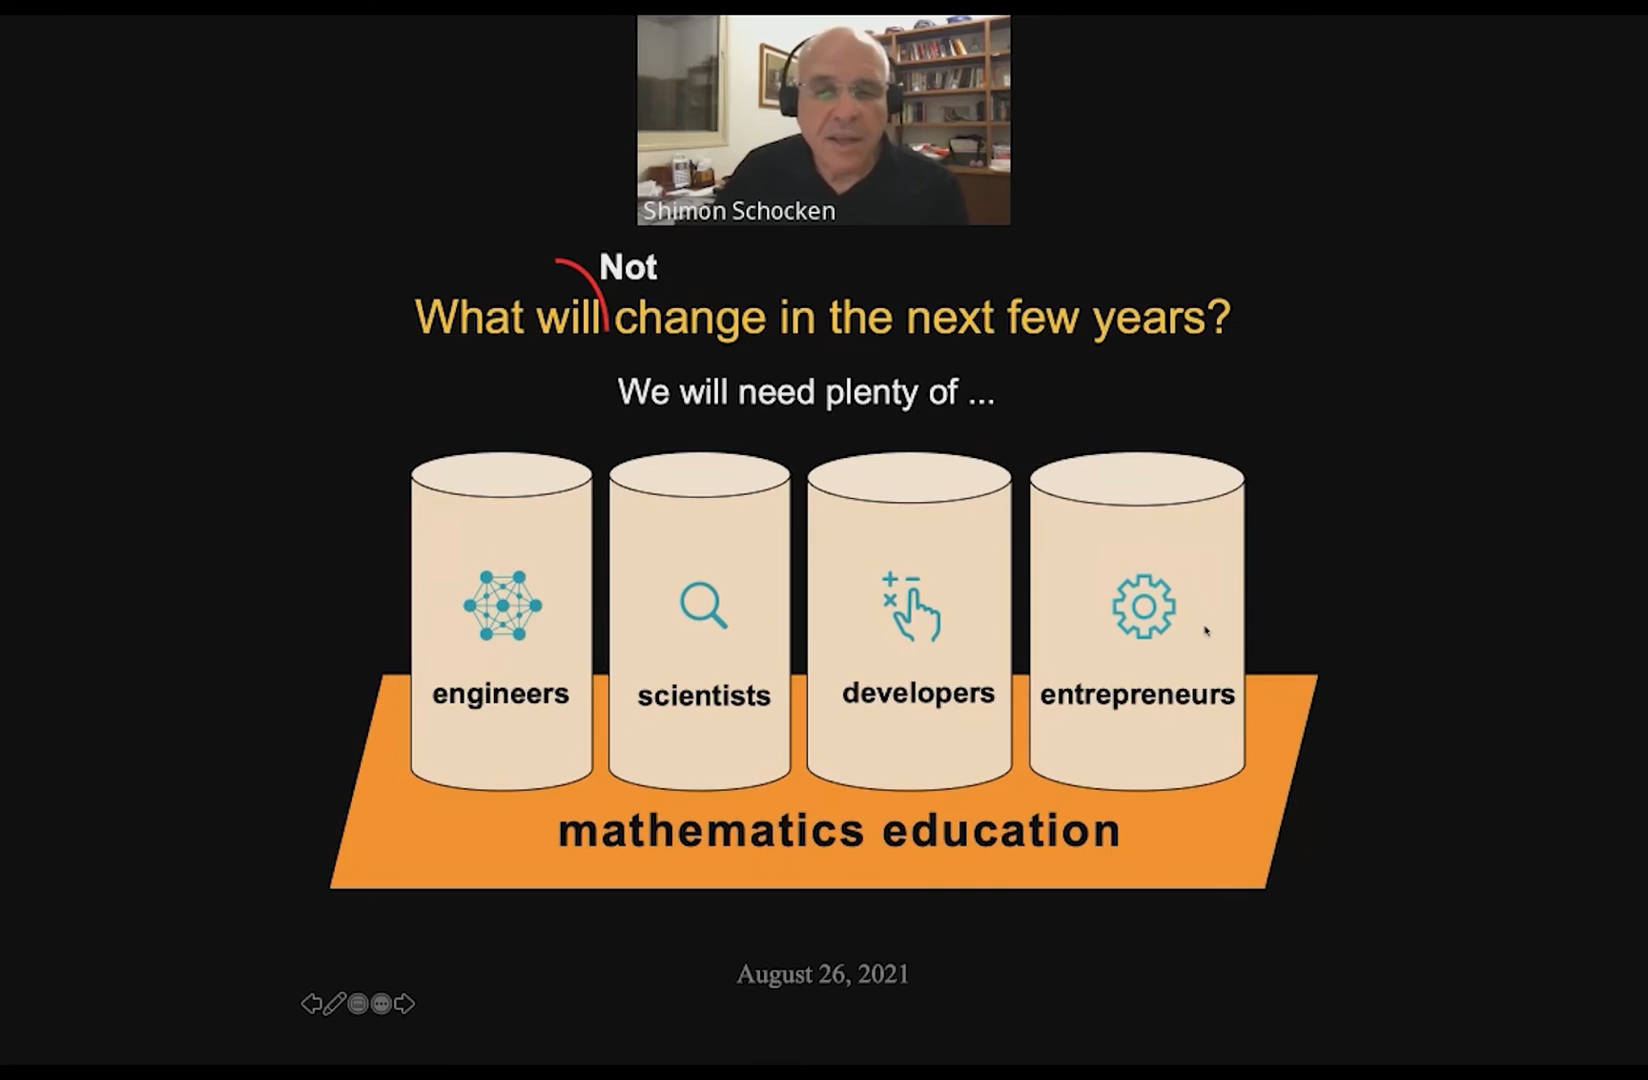 Shimon Schocken
Not
What will change in the next few years?
We will need plenty of ...
engineers
scientists
developers
entrepreneurs
mathematics education
August 26, 2021